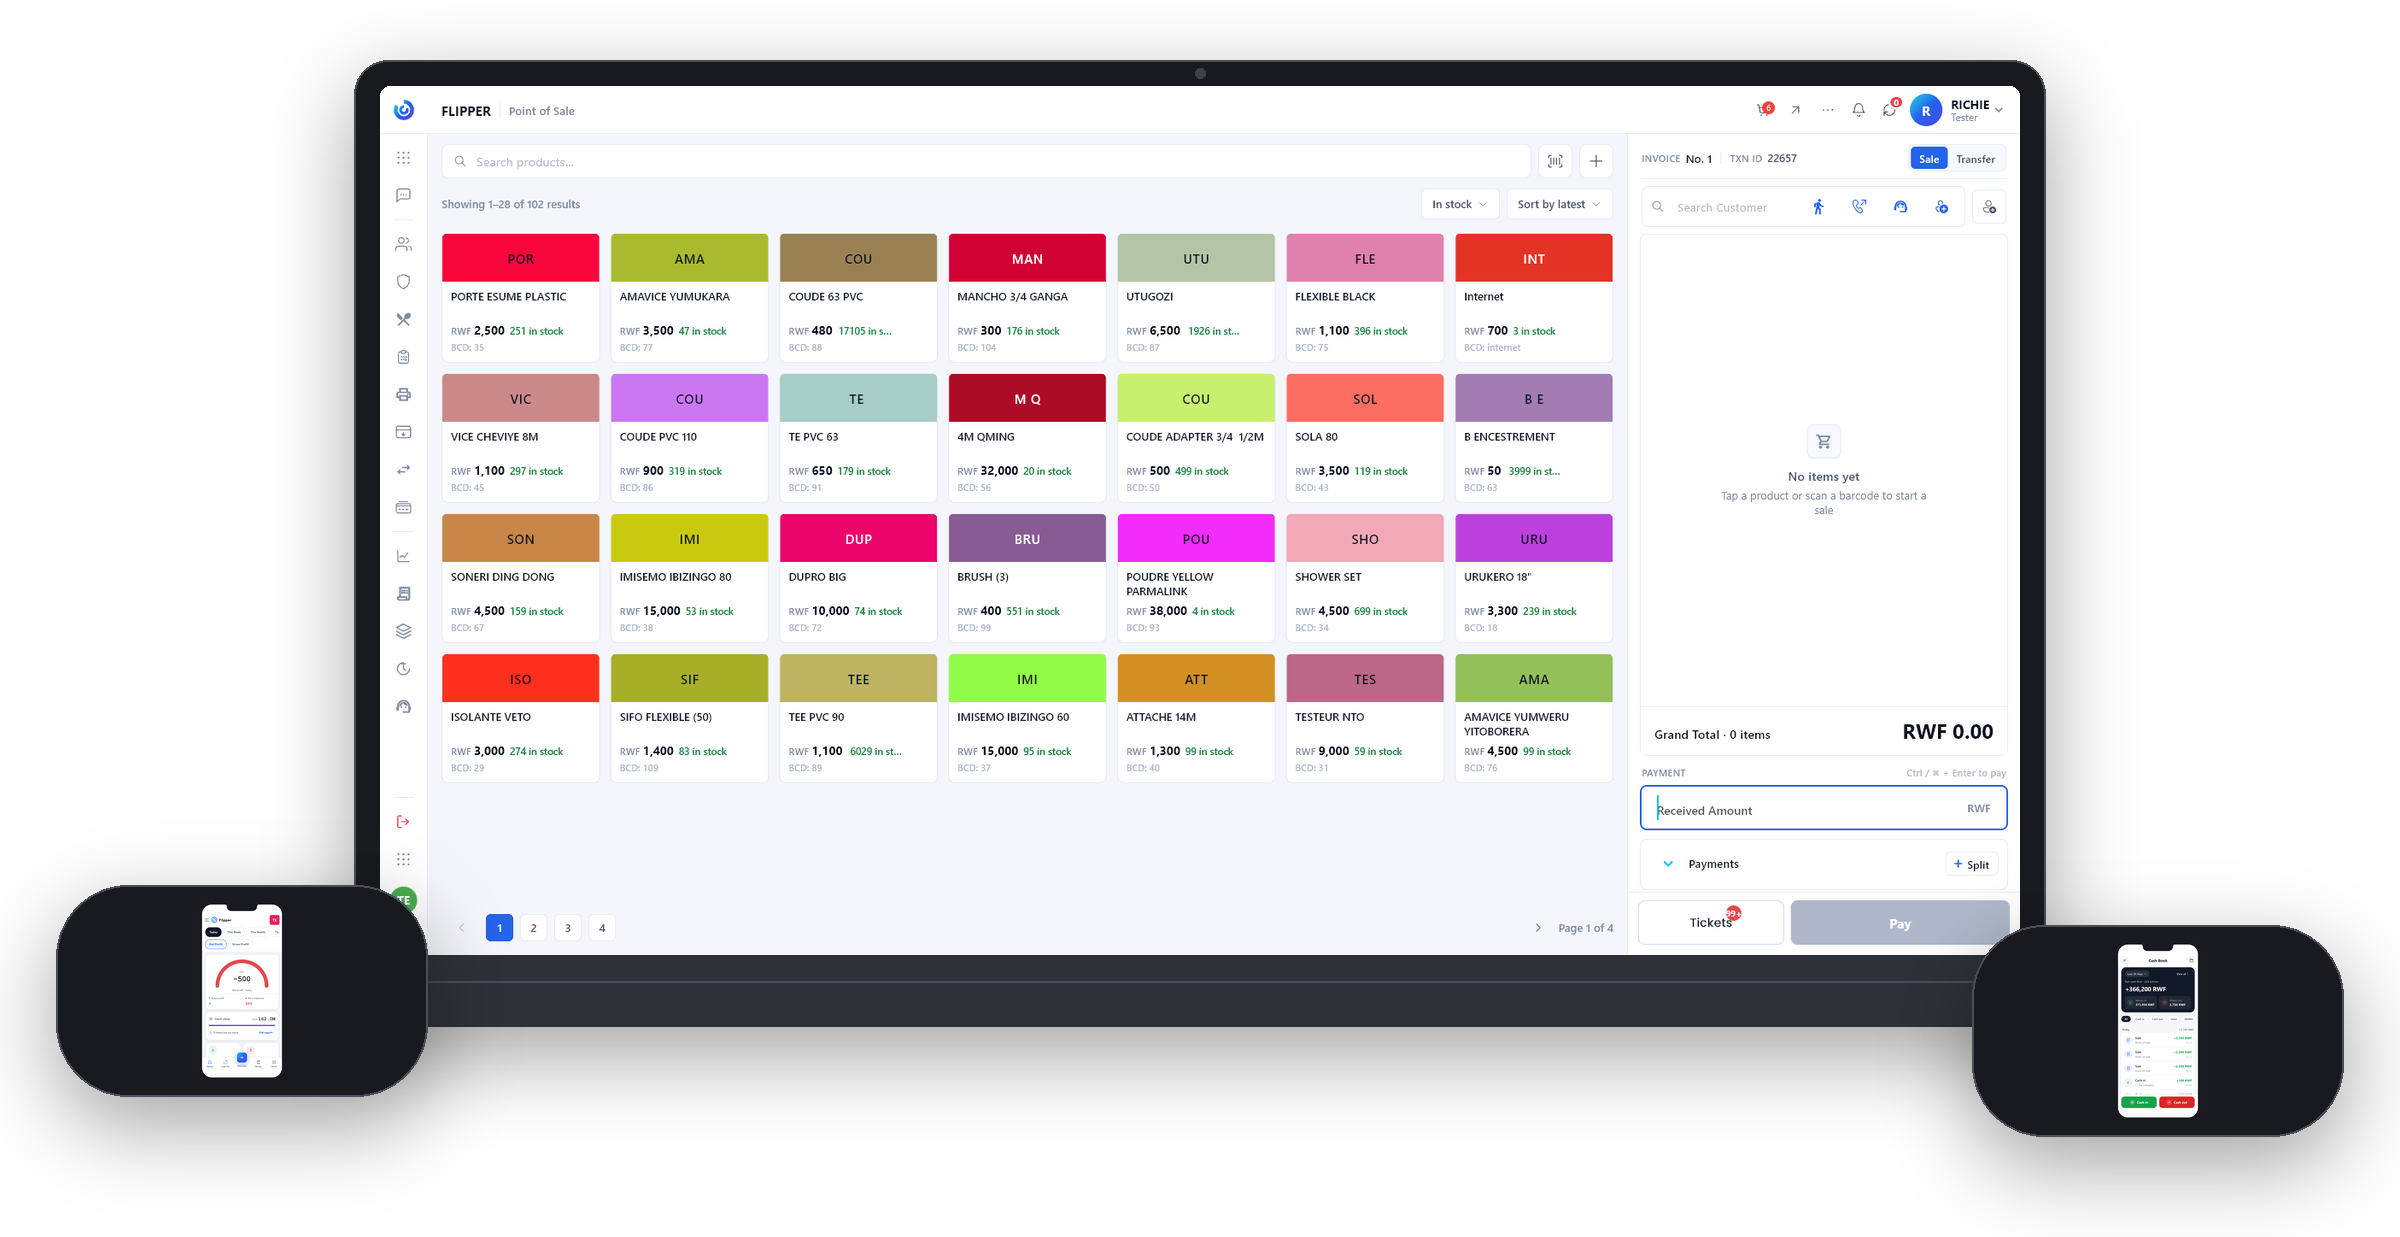 FLIPPER
Point of Sale
6
0
R
RICHIE
Tester
Search products...
Showing 1–28 of 102 results
In stock
Sort by latest
POR
AMA
COU
MAN
UTU
FLE
INT
PORTE ESUME PLASTIC
AMAVICE YUMUKARA
COUDE 63 PVC
MANCHO 3/4 GANGA
UTUGOZI
FLEXIBLE BLACK
Internet
RWF 2,500 251 in stock
RWF 3,500 47 in stock
RWF 480 17105 in s...
RWF 300 176 in stock
RWF 6,500 1926 in st...
RWF 1,100 396 in stock
RWF 700 3 in stock
BCD: 35
BCD: 77
BCD: 88
BCD: 104
BCD: 87
BCD: 75
BCD: internet
VIC
COU
TE
M Q
COU
SOL
B E
VICE CHEVIYE 8M
COUDE PVC 110
TE PVC 63
4M QMING
COUDE ADAPTER 3/4 1/2M
SOLA 80
B ENCESTREMENT
RWF 1,100 297 in stock
RWF 900 319 in stock
RWF 650 179 in stock
RWF 32,000 20 in stock
RWF 500 499 in stock
RWF 3,500 119 in stock
RWF 50 3999 in st...
BCD: 45
BCD: 86
BCD: 91
BCD: 56
BCD: 50
BCD: 43
BCD: 63
SON
IMI
DUP
BRU
POU
SHO
URU
SONERI DING DONG
IMISEMO IBIZINGO 80
DUPRO BIG
BRUSH (3)
POUDRE YELLOW
PARMALINK
SHOWER SET
URUKERO 18"
RWF 4,500 159 in stock
RWF 15,000 53 in stock
RWF 10,000 74 in stock
RWF 400 551 in stock
RWF 38,000 4 in stock
RWF 4,500 699 in stock
RWF 3,300 239 in stock
BCD: 67
BCD: 38
BCD: 72
BCD: 99
BCD: 93
BCD: 34
BCD: 18
ISO
SIF
TEE
IMI
ATT
TES
AMA
ISOLANTE VETO
SIFO FLEXIBLE (50)
TEE PVC 90
IMISEMO IBIZINGO 60
ATTACHE 14M
TESTEUR NTO
AMAVICE YUMWERU
YITOBORERA
RWF 3,000 274 in stock
RWF 1,400 83 in stock
RWF 1,100 6029 in st...
RWF 15,000 95 in stock
RWF 1,300 99 in stock
RWF 9,000 59 in stock
RWF 4,500 99 in stock
BCD: 29
BCD: 109
BCD: 89
BCD: 37
BCD: 40
BCD: 31
BCD: 76
1 2 3 4
Page 1 of 4
INVOICE No. 1
TXN ID 22657
Sale
Transfer
Search Customer
No items yet
Tap a product or scan a barcode to start a
sale
Grand Total · 0 items
RWF 0.00
PAYMENT
Ctrl / ⌘ + Enter to pay
Received Amount
RWF
Payments
+ Split
Tickets
99+
Pay
TE
Flipper
Today
−500
Cash Book
+366,200 RWF
Cash in
Cash out